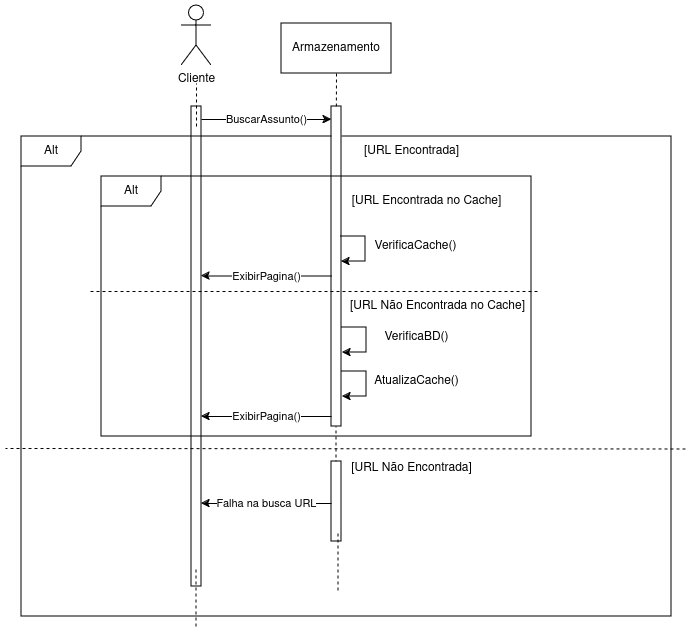 Cliente
Armazenamento
BuscarAssunto()
Alt
[URL Encontrada]
Alt
[URL Encontrada no Cache]
VerificaCache()
ExibirPagina()
[URL Não Encontrada no Cache]
VerificaBD()
AtualizaCache()
ExibirPagina()
[URL Não Encontrada]
Falha na busca URL